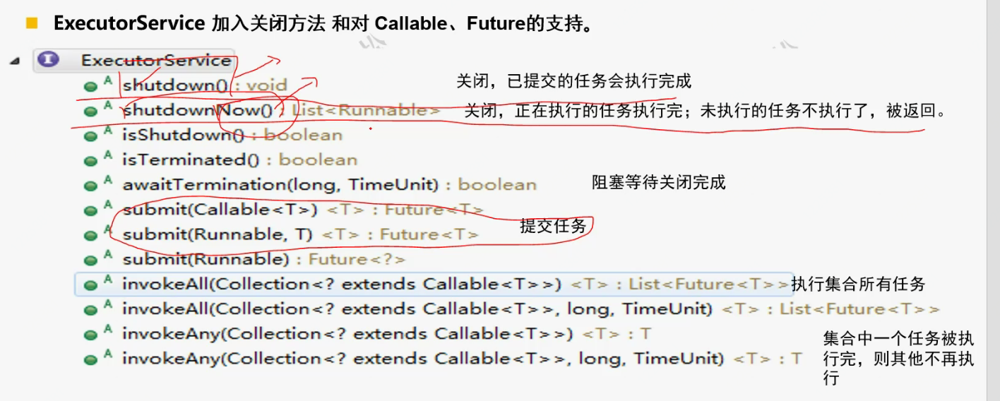 ExecutorService 加入关闭方法 和对 Callable、Future的支持。
ExecutorService
shutdown() : void 关闭，已提交的任务会执行完成
shutdownNow() : List<Runnable> 关闭，正在执行的任务执行完；未执行的任务不执行了，被返回。
isShutdown() : boolean
isTerminated() : boolean
awaitTermination(long, TimeUnit) : boolean 阻塞等待关闭完成
submit(Callable<T>) <T> : Future<T>
submit(Runnable, T) <T> : Future<T> 提交任务
submit(Runnable) : Future<?>
invokeAll(Collection<? extends Callable<T>>) <T> : List<Future<T>> 执行集合所有任务
invokeAll(Collection<? extends Callable<T>>, long, TimeUnit) <T> : List<Future<T>>
invokeAny(Collection<? extends Callable<T>>) <T> : T
invokeAny(Collection<? extends Callable<T>>, long, TimeUnit) <T> : T
集合中一个任务被执
行完，则其他不再执
行